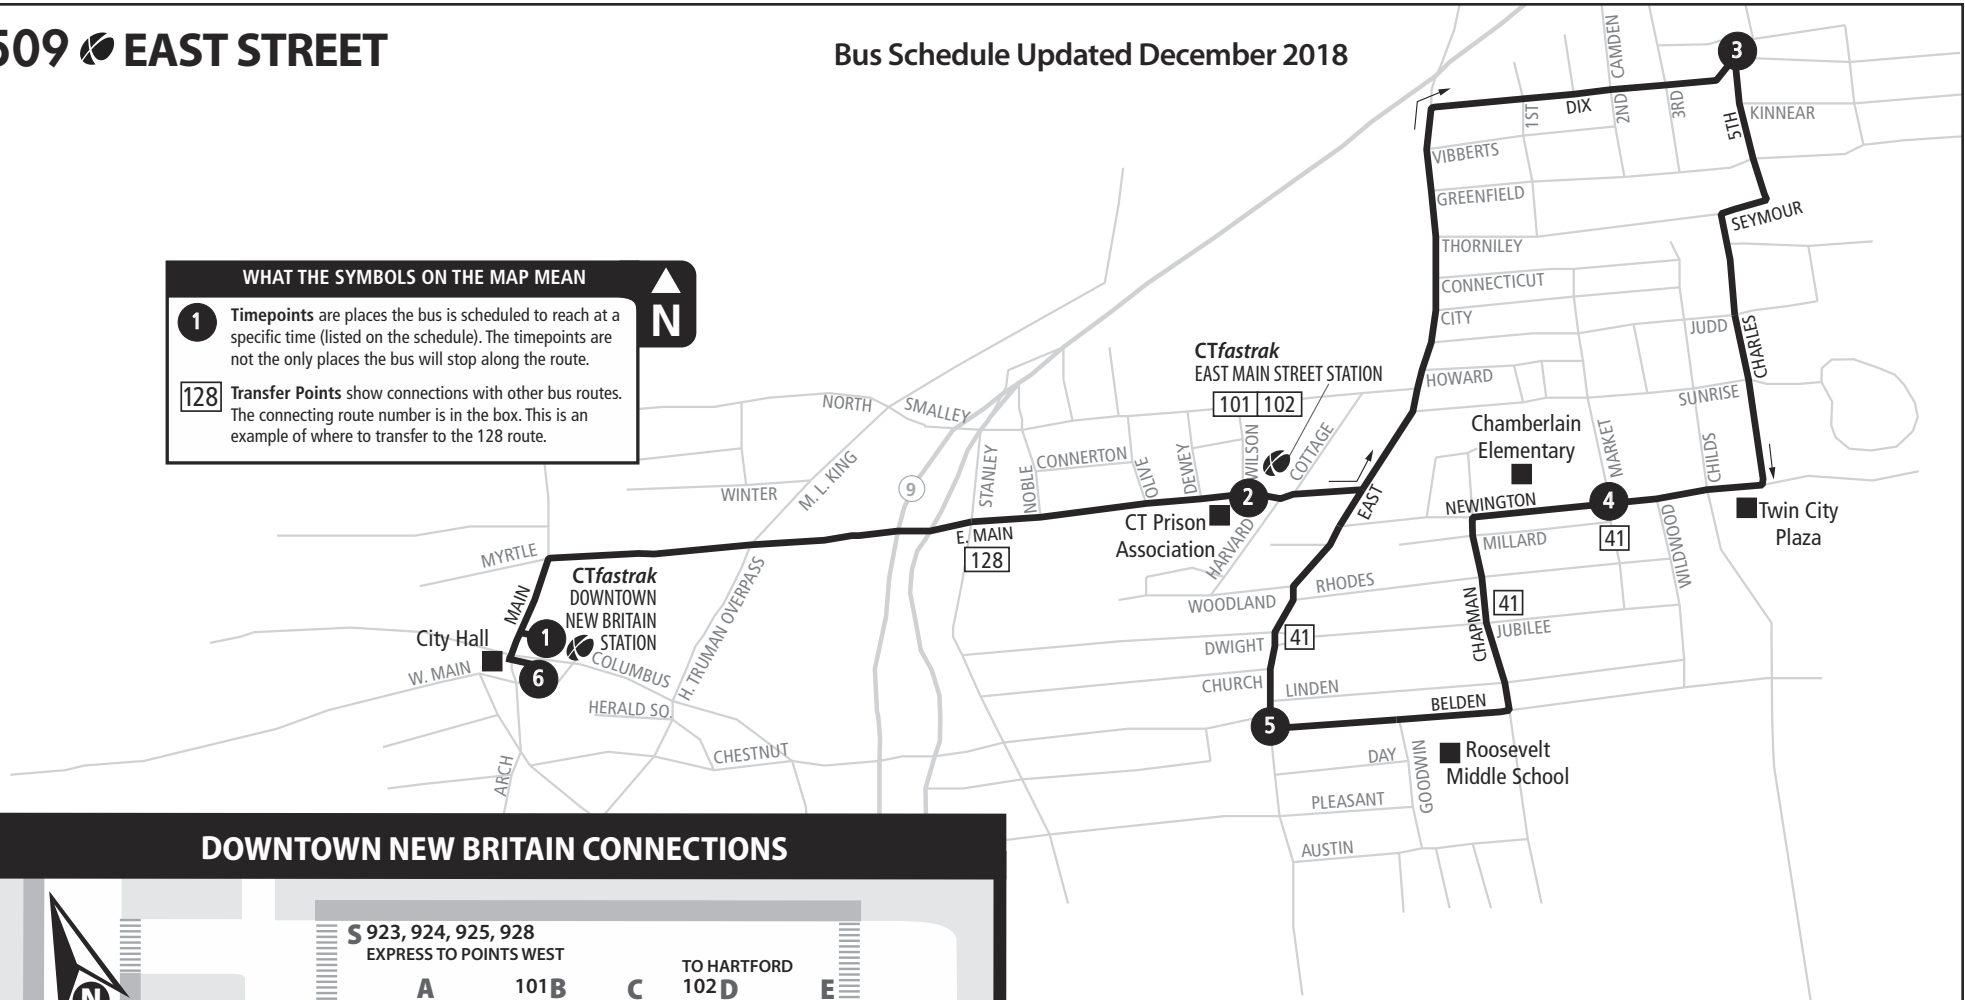 509 EAST STREET
Bus Schedule Updated December 2018
WHAT THE SYMBOLS ON THE MAP MEAN
N
1
Timepoints are places the bus is scheduled to reach at a
specific time (listed on the schedule). The timepoints are
not the only places the bus will stop along the route.
128
Transfer Points show connections with other bus routes.
The connecting route number is in the box. This is an
example of where to transfer to the 128 route.
3
CAMDEN
DIX
1ST
2ND
3RD
5TH
KINNEAR
VIBBERTS
GREENFIELD
SEYMOUR
THORNILEY
CONNECTICUT
CITY
JUDD
CHARLES
HOWARD
SUNRISE
CTfastrak
EAST MAIN STREET STATION
101 102
Chamberlain
Elementary
MARKET
CHILDS
NORTH
SMALLEY
STANLEY
NOBLE
CONNERTON
OLIVE
DEWEY
WILSON
COTTAGE
M. L. KING
WINTER
9
2
EAST
NEWINGTON
4
41
WILDWOOD
Twin City
Plaza
CT Prison
Association
HARVARD
E. MAIN
128
MILLARD
MYRTLE
MAIN
CTfastrak
DOWNTOWN
NEW BRITAIN
STATION
H. TRUMAN OVERPASS
WOODLAND
RHODES
CHAPMAN
41
JUBILEE
City Hall
1
6
COLUMBUS
DWIGHT
41
W. MAIN
HERALD SQ.
CHURCH
LINDEN
BELDEN
5
CHESTNUT
ARCH
DAY
GOODWIN
Roosevelt
Middle School
PLEASANT
AUSTIN
DOWNTOWN NEW BRITAIN CONNECTIONS
N
S 923, 924, 925, 928
EXPRESS TO POINTS WEST
TO HARTFORD
A 101 B C 102 D E